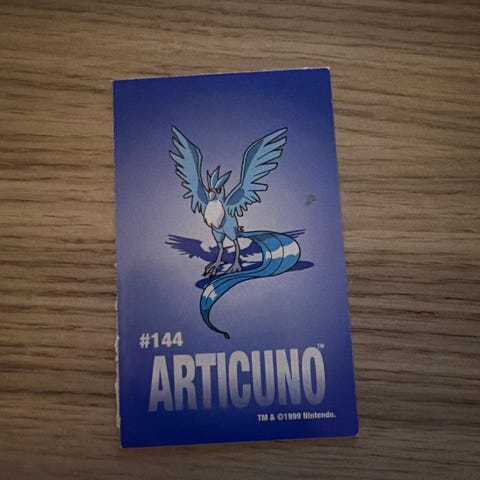 #144
ARTICUNO™
TM & ©1999 Nintendo.